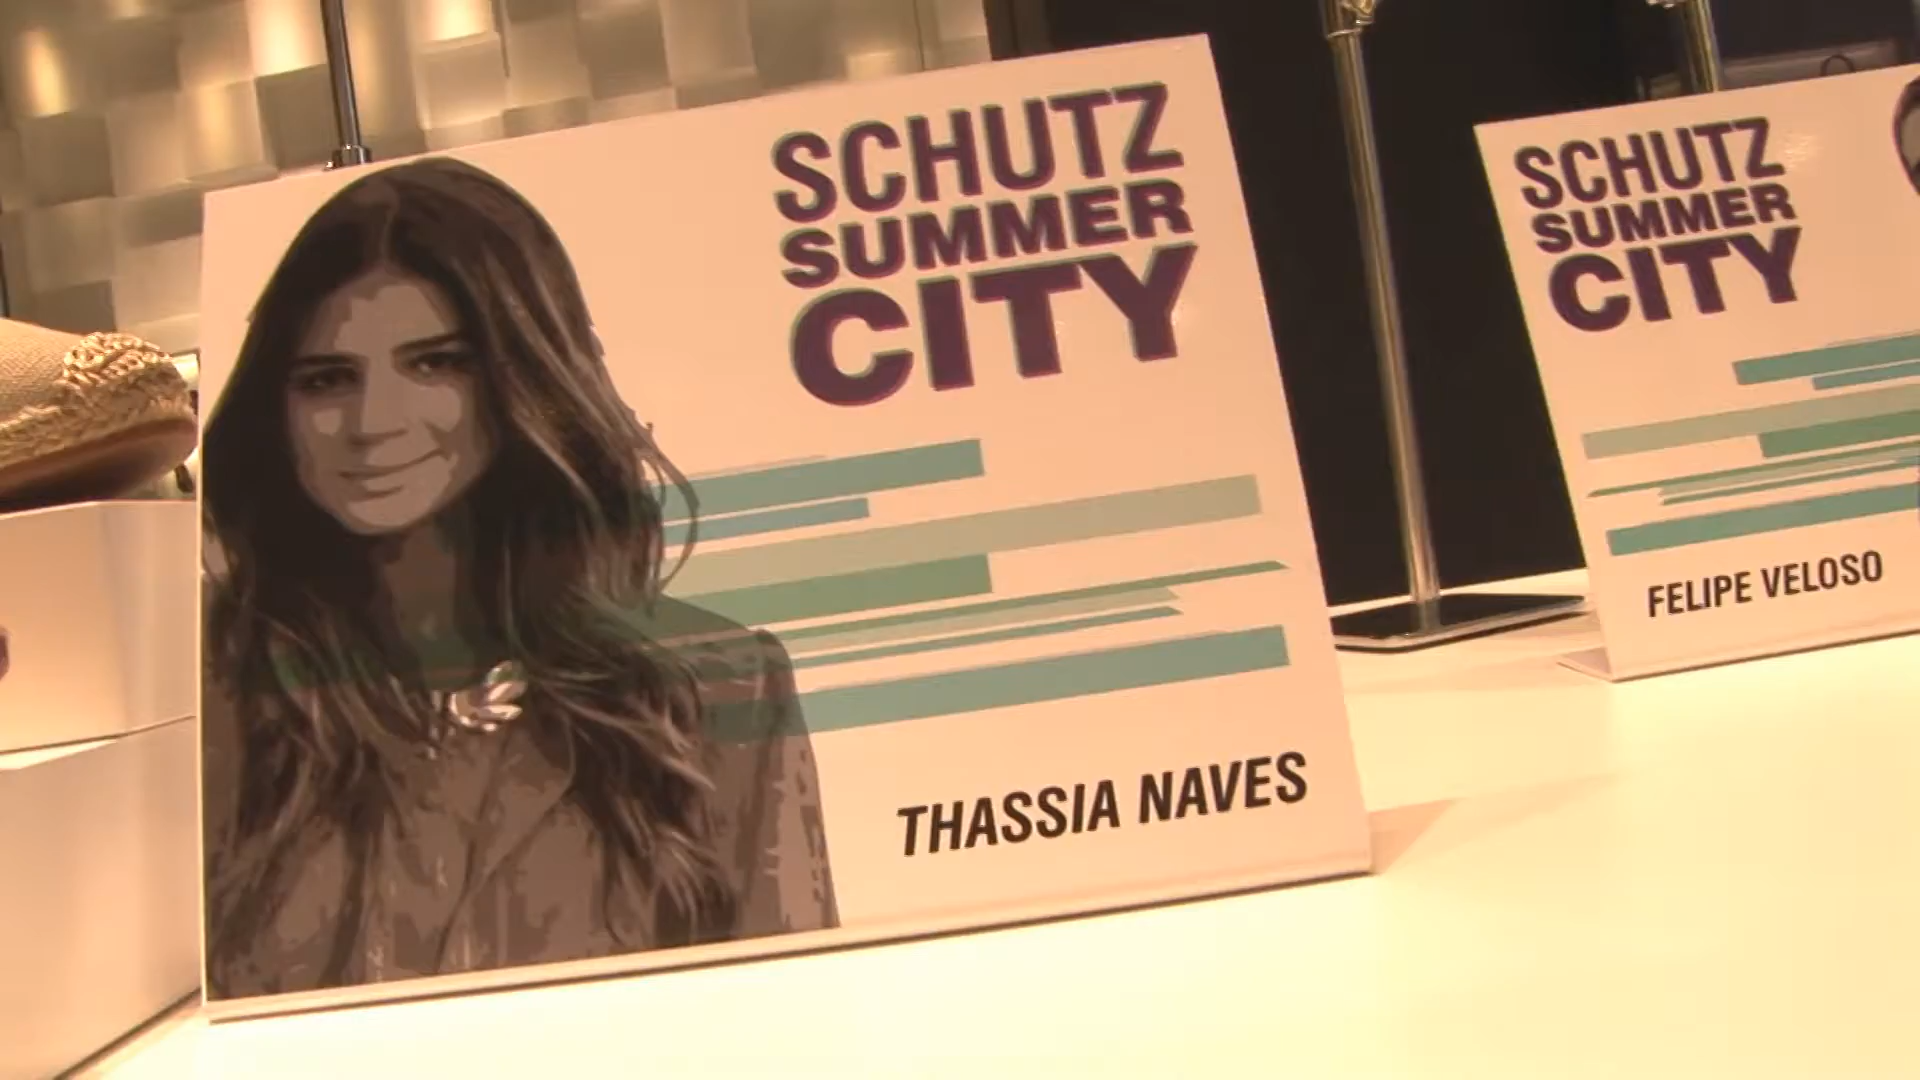 SCHUTZ
SUMMER
CITY
THASSIA NAVES
SCHUTZ
SUMMER
CITY
FELIPE VELOSO